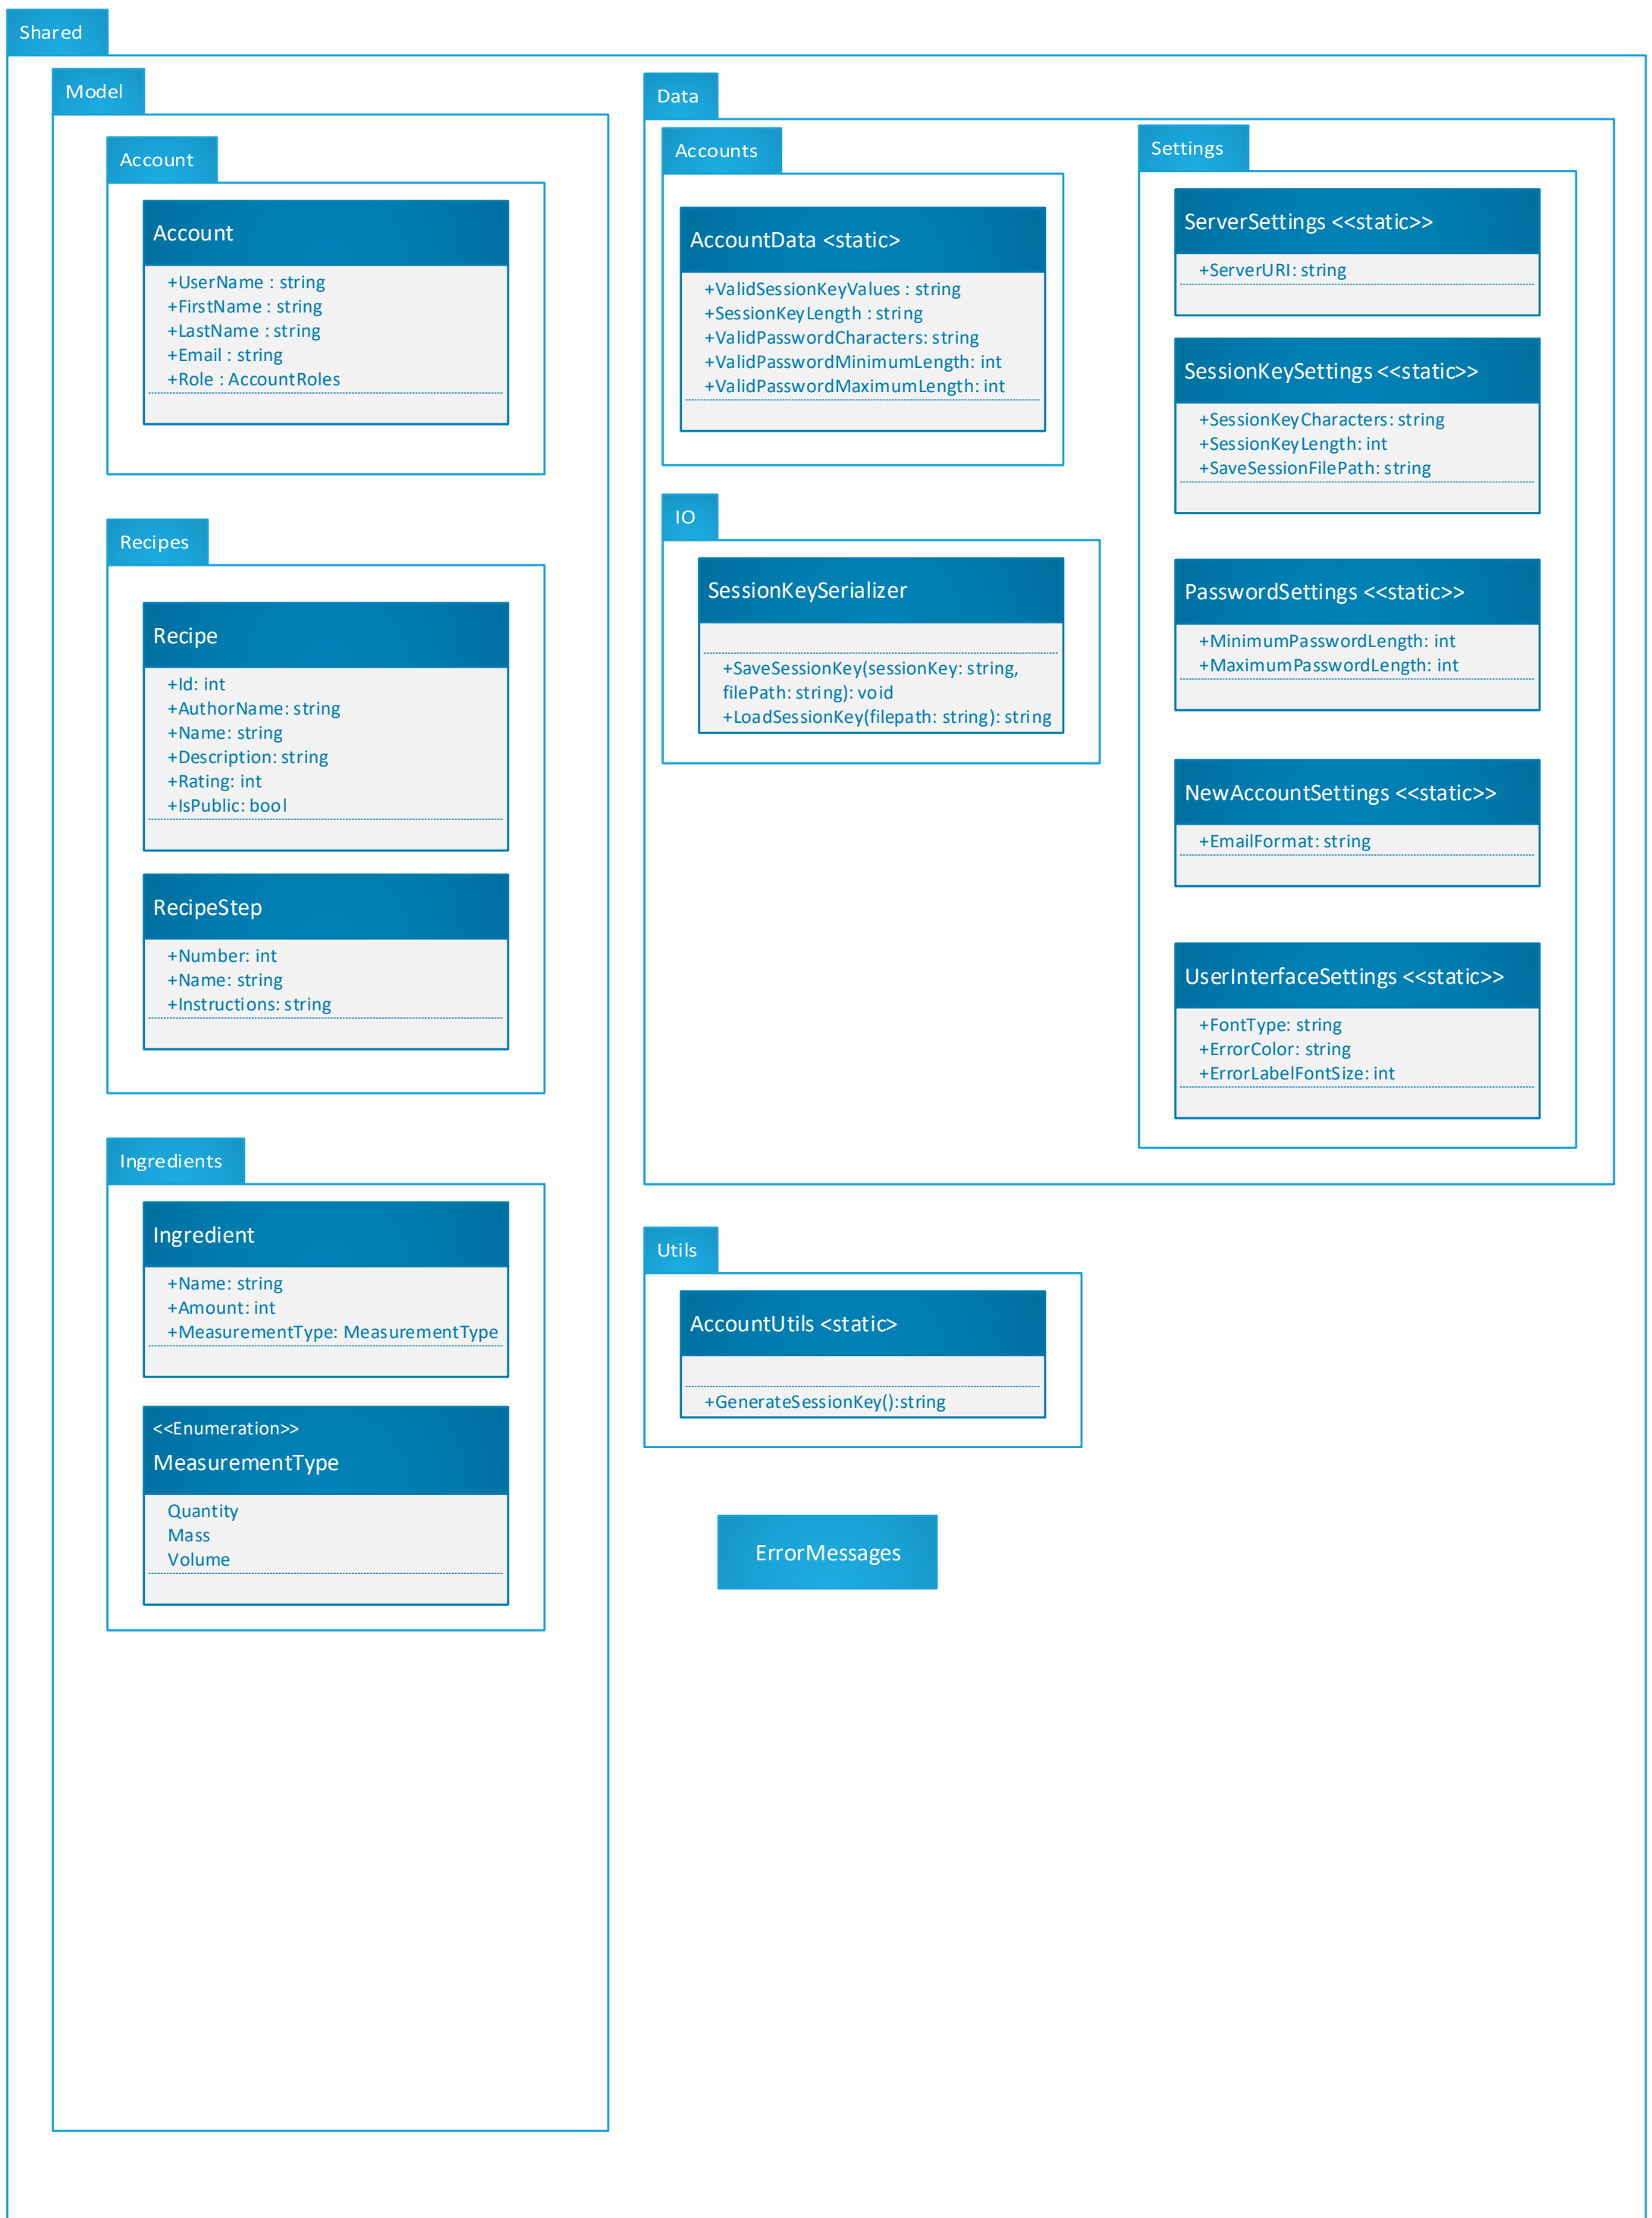 Shared
Model
Account
Account
+UserName : string
+FirstName : string
+LastName : string
+Email : string
+Role : AccountRoles
Recipes
Recipe
+Id: int
+AuthorName: string
+Name: string
+Description: string
+Rating: int
+IsPublic: bool
RecipeStep
+Number: int
+Name: string
+Instructions: string
Ingredients
Ingredient
+Name: string
+Amount: int
+MeasurementType: MeasurementType
<<Enumeration>>
MeasurementType
Quantity
Mass
Volume
Data
Accounts
AccountData <static>
+ValidSessionKeyValues : string
+SessionKeyLength : string
+ValidPasswordCharacters: string
+ValidPasswordMinimumLength: int
+ValidPasswordMaximumLength: int
IO
SessionKeySerializer
+SaveSessionKey(sessionKey: string,
filePath: string): void
+LoadSessionKey(filepath: string): string
Settings
ServerSettings <<static>>
+ServerURI: string
SessionKeySettings <<static>>
+SessionKeyCharacters: string
+SessionKeyLength: int
+SaveSessionFilePath: string
PasswordSettings <<static>>
+MinimumPasswordLength: int
+MaximumPasswordLength: int
NewAccountSettings <<static>>
+EmailFormat: string
UserInterfaceSettings <<static>>
+FontType: string
+ErrorColor: string
+ErrorLabelFontSize: int
Utils
AccountUtils <static>
+GenerateSessionKey():string
ErrorMessages